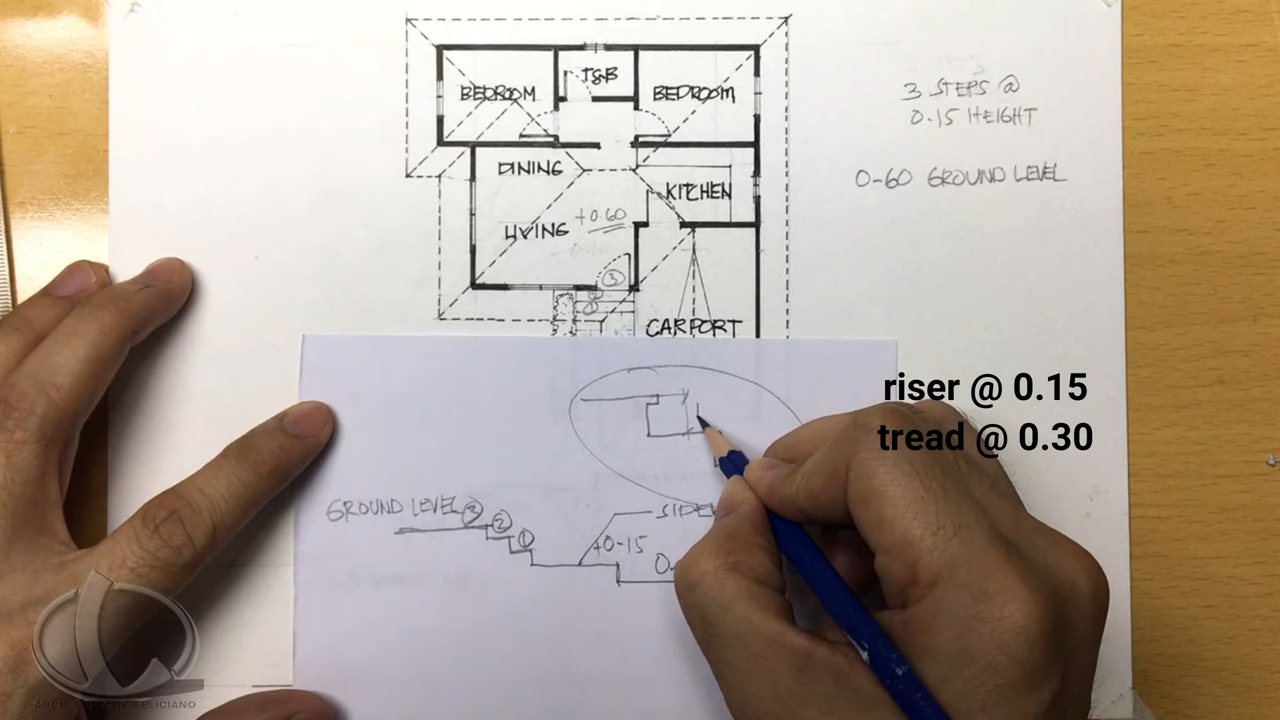 T&B
BEDROOM
BEDROOM
3 STEPS @
0.15 HEIGHT
DINING
0-60 GROUND LEVEL
KITCHEN
+0.60
LIVING
3
2
1
CARPORT
riser @ 0.15
tread @ 0.30
GROUND LEVEL 3
2
1
+0-15